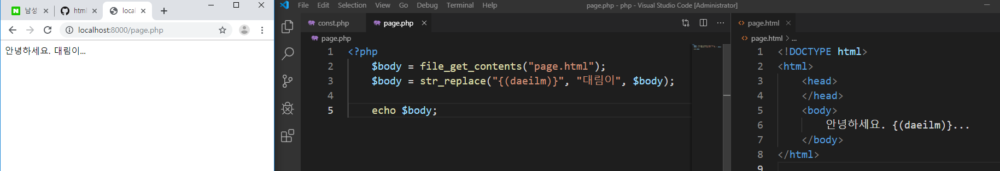 남성
html
local
localhost:8000/page.php
안녕하세요. 대림이...
File Edit Selection View Go Debug Terminal Help
page.php - php - Visual Studio Code [Administrator]
const.php
page.php
page.php
1 <?php
2 $body = file_get_contents("page.html");
3 $body = str_replace("{(daeilm)}", "대림이", $body);
4
5 echo $body;
page.html
page.html > ...
1 <!DOCTYPE html>
2 <html>
3 <head>
4 </head>
5 <body>
6 안녕하세요. {(daeilm)}...
7 </body>
8 </html>
9